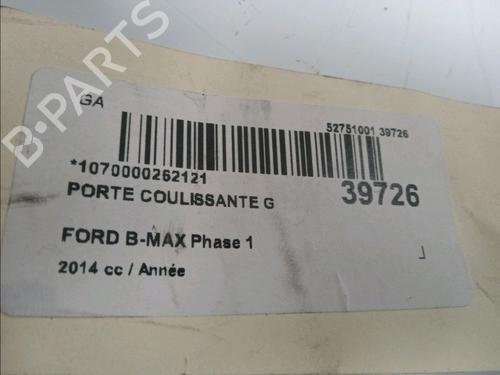 B-PARTS
GA
52751001 39726
*1070000262121
PORTE COULISSANTE G
39726
FORD B-MAX Phase 1
2014 cc / Année